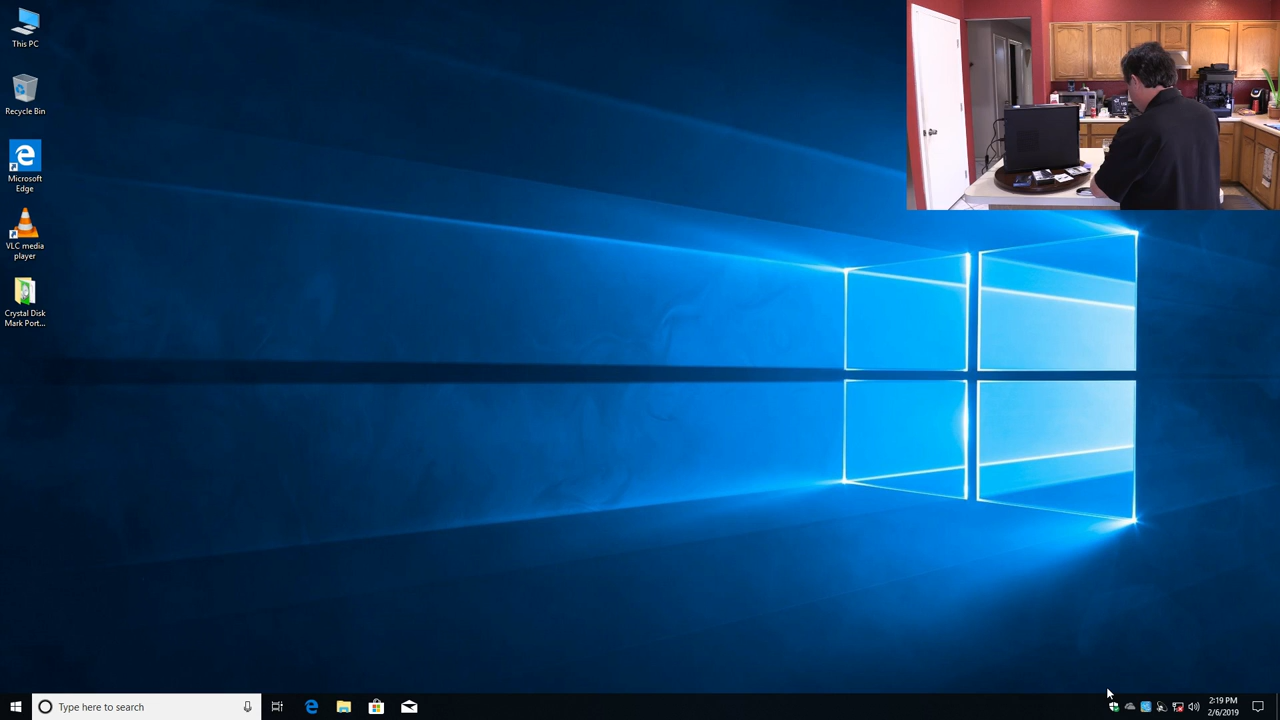 This PC
Recycle Bin
Microsoft
Edge
VLC media
player
Crystal Disk
Mark Port...
Type here to search
2:19 PM
2/6/2019